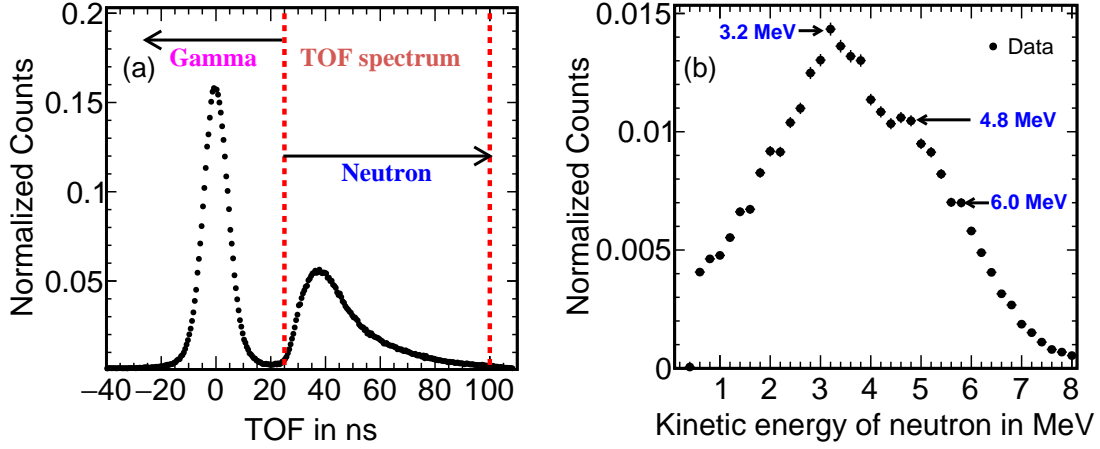 0.2
0.15
0.1
0.05
−40 −20 0 20 40 60 80 100
Normalized Counts
TOF in ns
(a)
Gamma
TOF spectrum
Neutron
0.015
0.01
0.005
0
1 2 3 4 5 6 7 8
Normalized Counts
Kinetic energy of neutron in MeV
(b)
3.2 MeV
Data
4.8 MeV
6.0 MeV